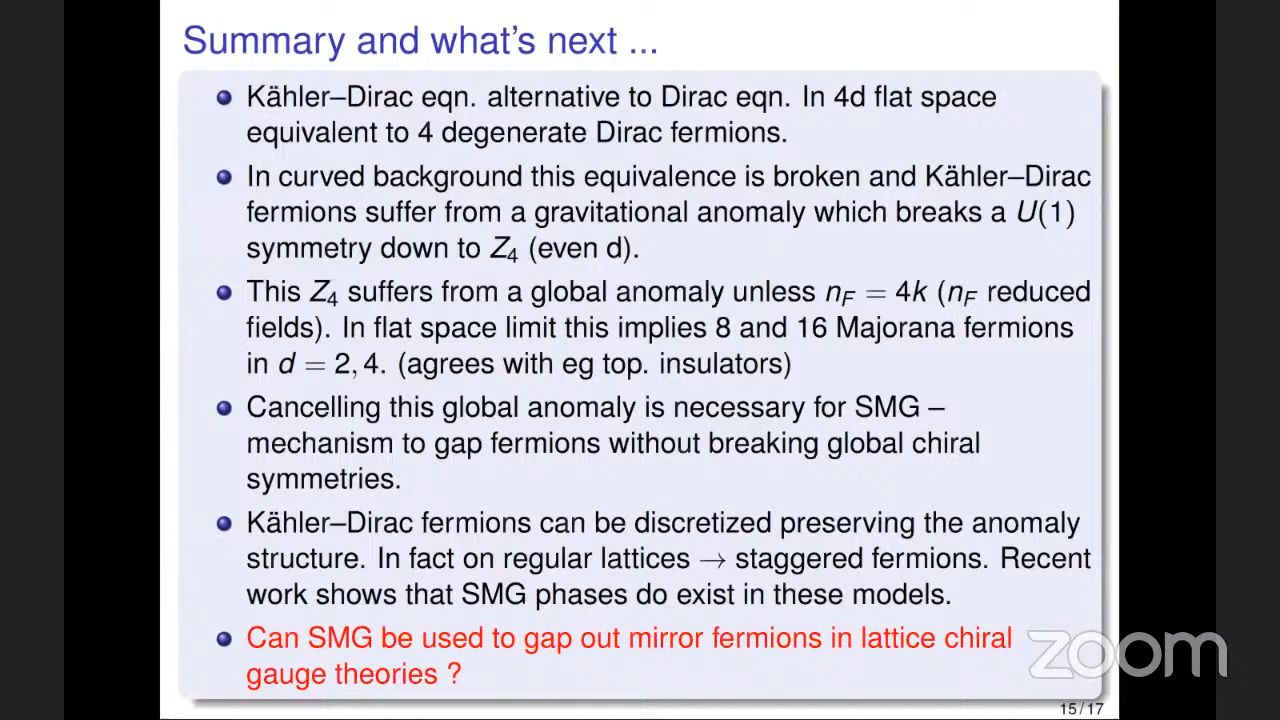 Summary and what's next ...
Kähler–Dirac eqn. alternative to Dirac eqn. In 4d flat space
equivalent to 4 degenerate Dirac fermions.
In curved background this equivalence is broken and Kähler–Dirac
fermions suffer from a gravitational anomaly which breaks a U(1)
symmetry down to Z₄ (even d).
This Z₄ suffers from a global anomaly unless n_F = 4k (n_F reduced
fields). In flat space limit this implies 8 and 16 Majorana fermions
in d = 2, 4. (agrees with eg top. insulators)
Cancelling this global anomaly is necessary for SMG –
mechanism to gap fermions without breaking global chiral
symmetries.
Kähler–Dirac fermions can be discretized preserving the anomaly
structure. In fact on regular lattices → staggered fermions. Recent
work shows that SMG phases do exist in these models.
Can SMG be used to gap out mirror fermions in lattice chiral
gauge theories ?
zoom
15 / 17